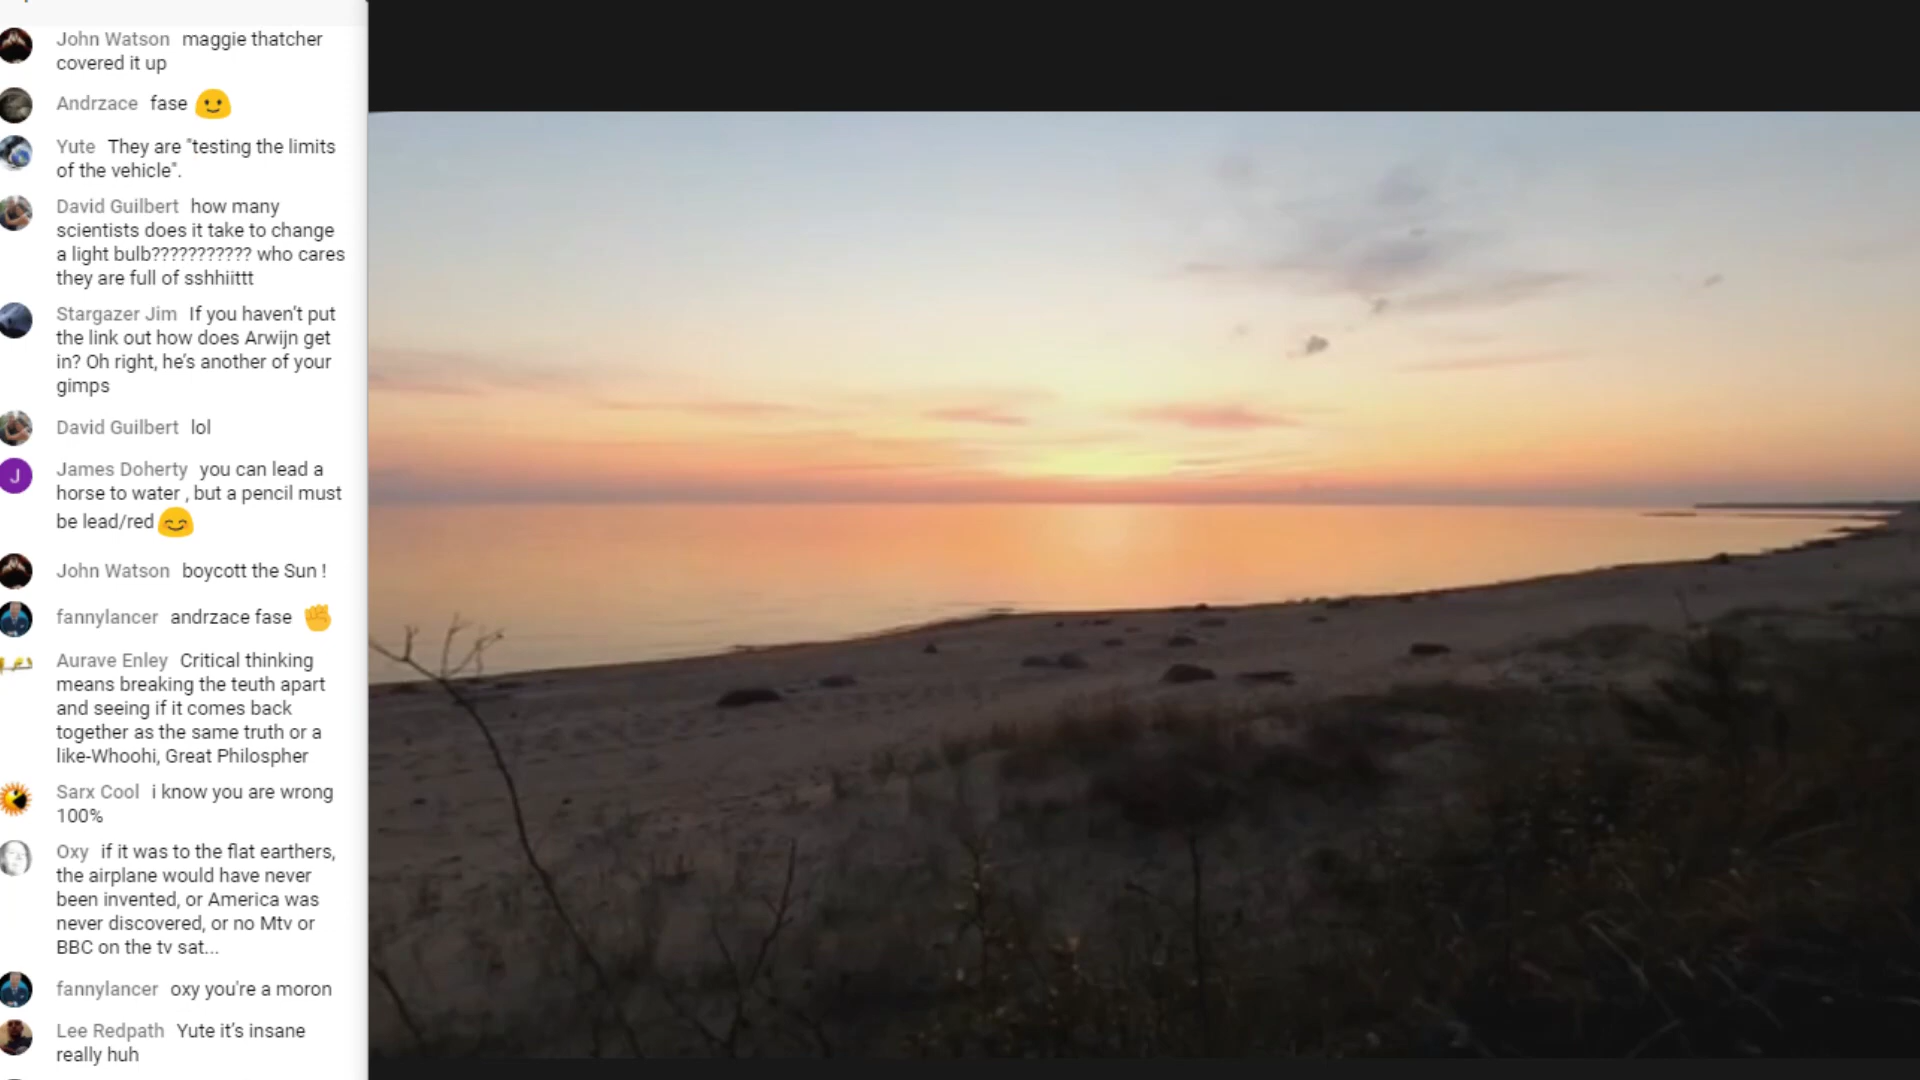 John Watson maggie thatcher
covered it up
Andrzace fase
Yute They are "testing the limits
of the vehicle".
David Guilbert how many
scientists does it take to change
a light bulb??????????? who cares
they are full of sshhiittt
Stargazer Jim If you haven't put
the link out how does Arwijn get
in? Oh right, he's another of your
gimps
David Guilbert lol
J
James Doherty you can lead a
horse to water , but a pencil must
be lead/red
John Watson boycott the Sun !
fannylancer andrzace fase
Aurave Enley Critical thinking
means breaking the teuth apart
and seeing if it comes back
together as the same truth or a
like-Whoohi, Great Philospher
Sarx Cool i know you are wrong
100%
Oxy if it was to the flat earthers,
the airplane would have never
been invented, or America was
never discovered, or no Mtv or
BBC on the tv sat...
fannylancer oxy you're a moron
Lee Redpath Yute it's insane
really huh